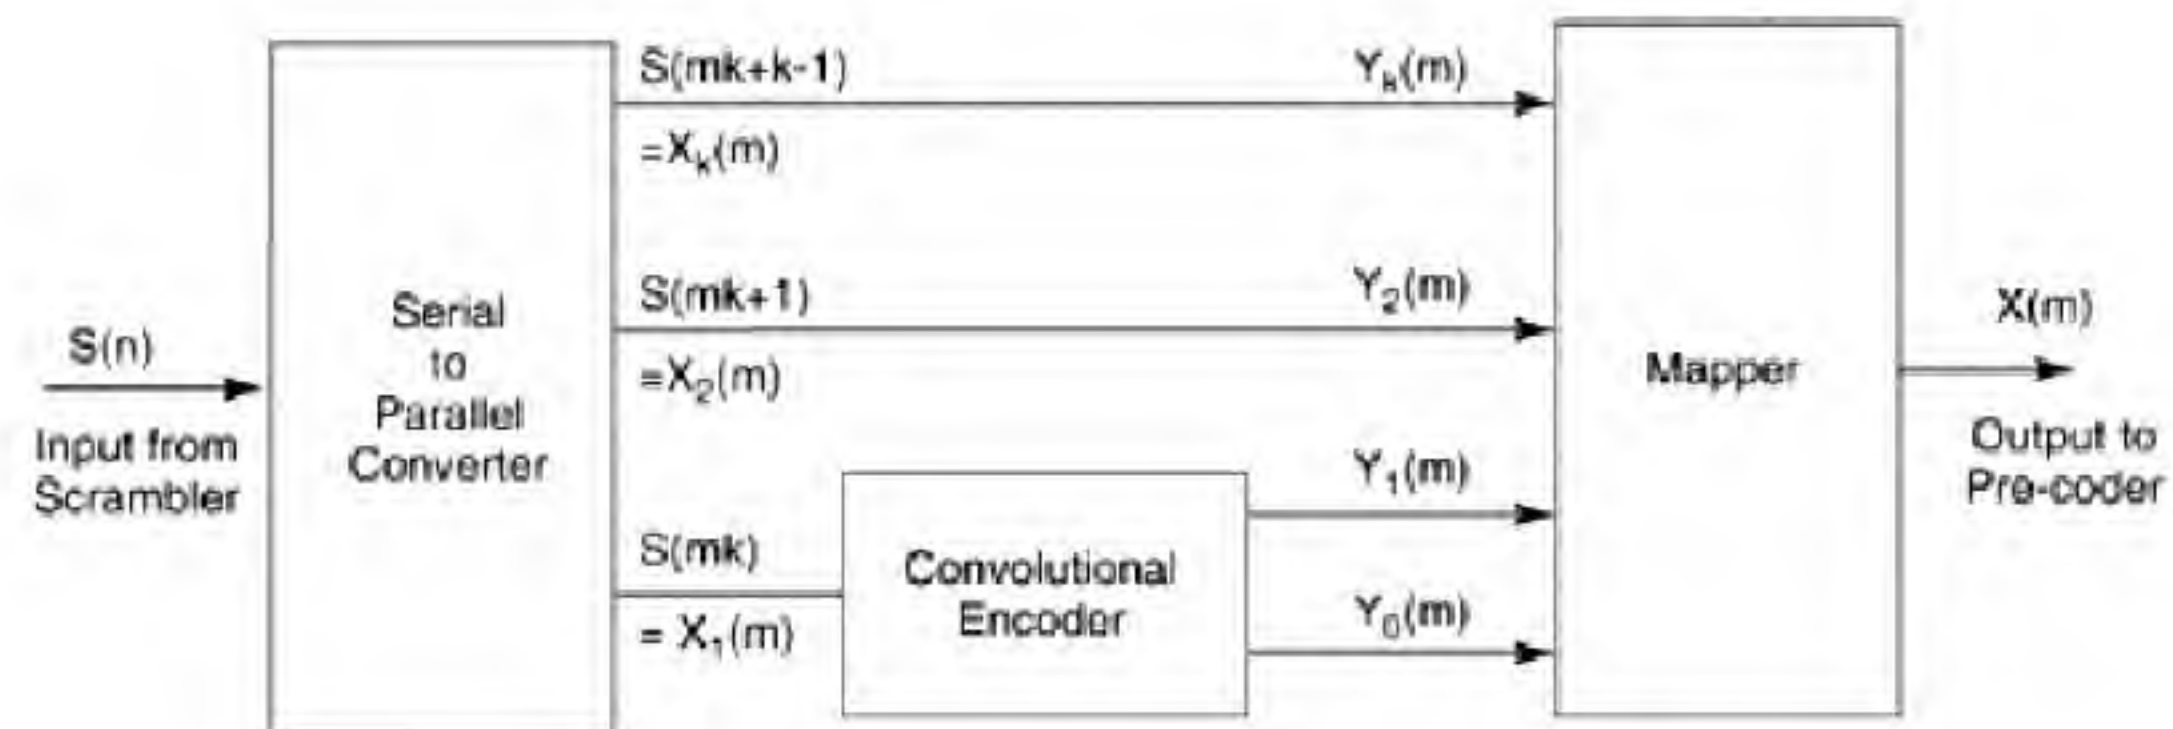 S(n)
Input from
Scrambler
Serial
to
Parallel
Converter
S(mk+k-1)
=Xₖ(m)
S(mk+1)
=X₂(m)
S(mk)
= X₁(m)
Convolutional
Encoder
Yₖ(m)
Y₂(m)
Y₁(m)
Y₀(m)
Mapper
X(m)
Output to
Pre-coder